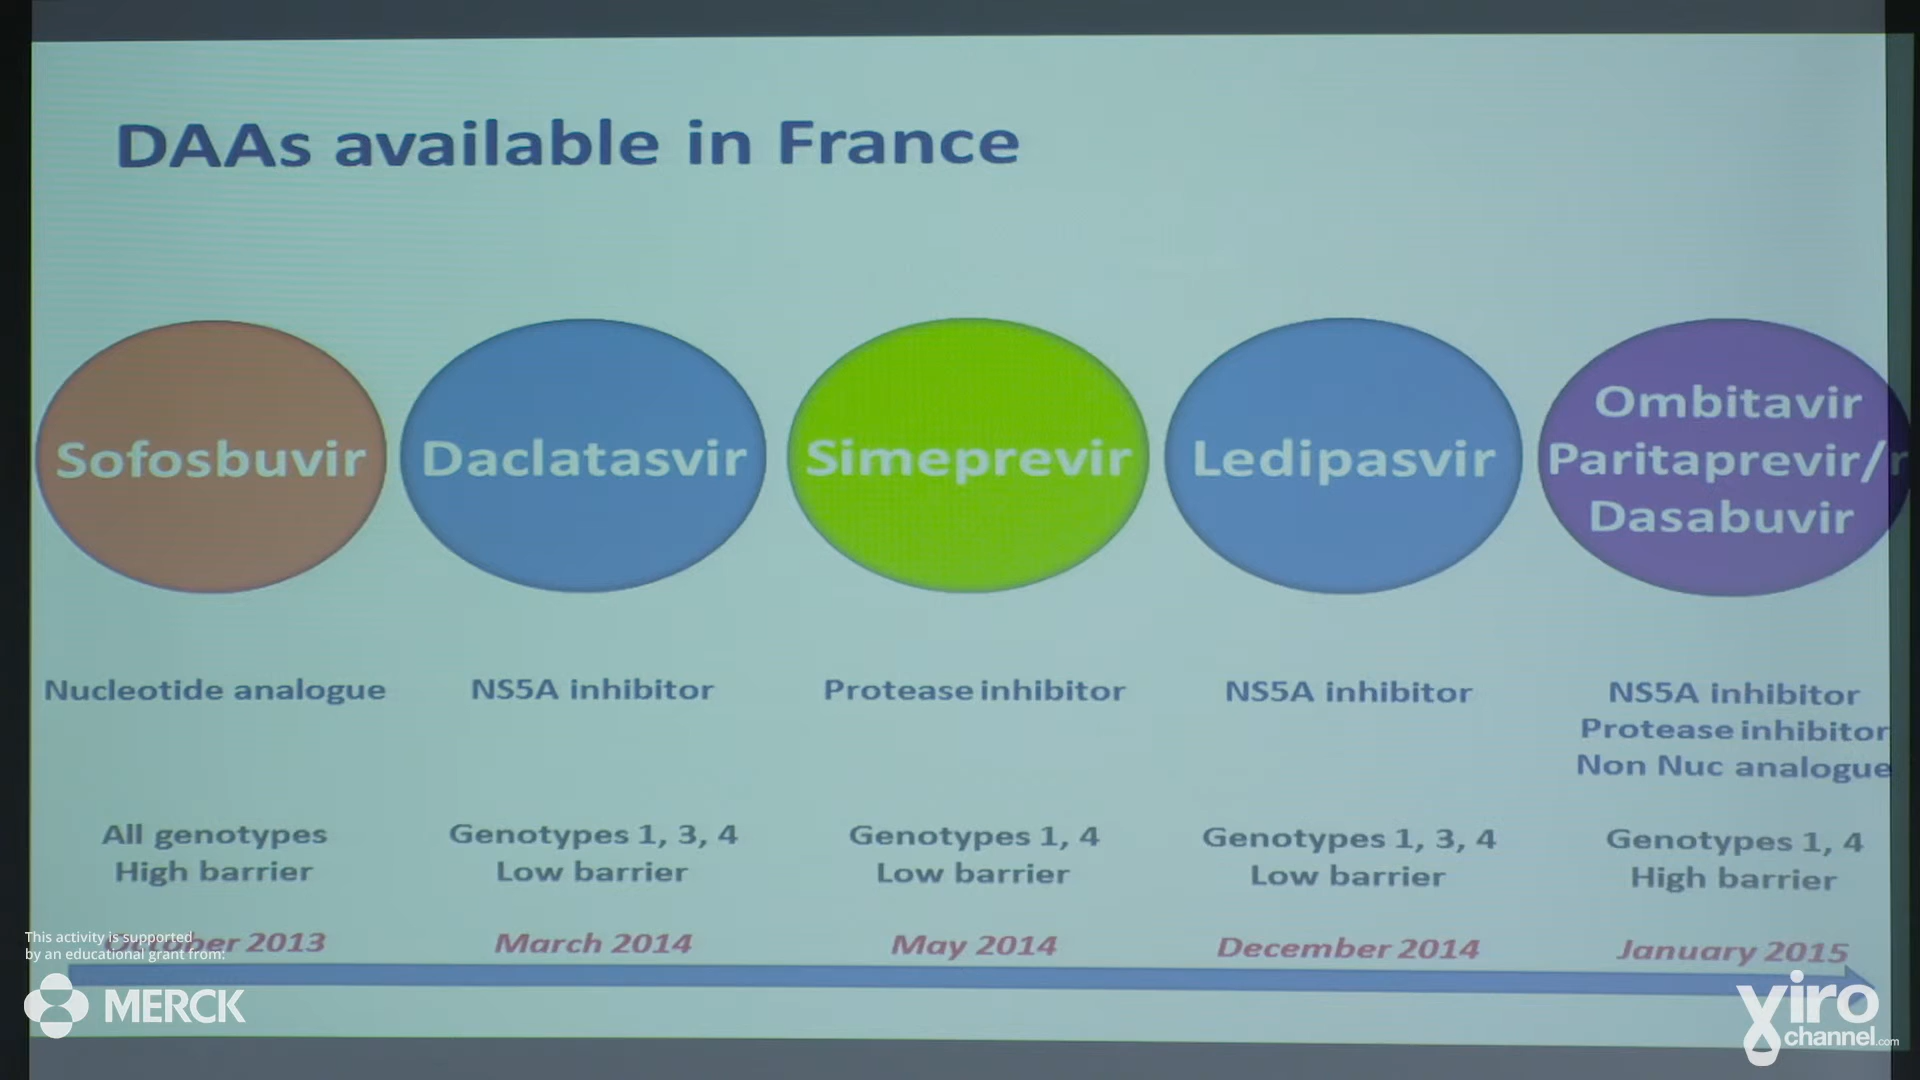 DAAs available in France
Sofosbuvir
Daclatasvir
Simeprevir
Ledipasvir
Ombitavir
Paritaprevir/r
Dasabuvir
Nucleotide analogue
NS5A inhibitor
Protease inhibitor
NS5A inhibitor
NS5A inhibitor
Protease inhibitor
Non Nuc analogue
All genotypes
High barrier
Genotypes 1, 3, 4
Low barrier
Genotypes 1, 4
Low barrier
Genotypes 1, 3, 4
Low barrier
Genotypes 1, 4
High barrier
October 2013
March 2014
May 2014
December 2014
January 2015
This activity is supported
by an educational grant from:
MERCK
Viro
channel.com